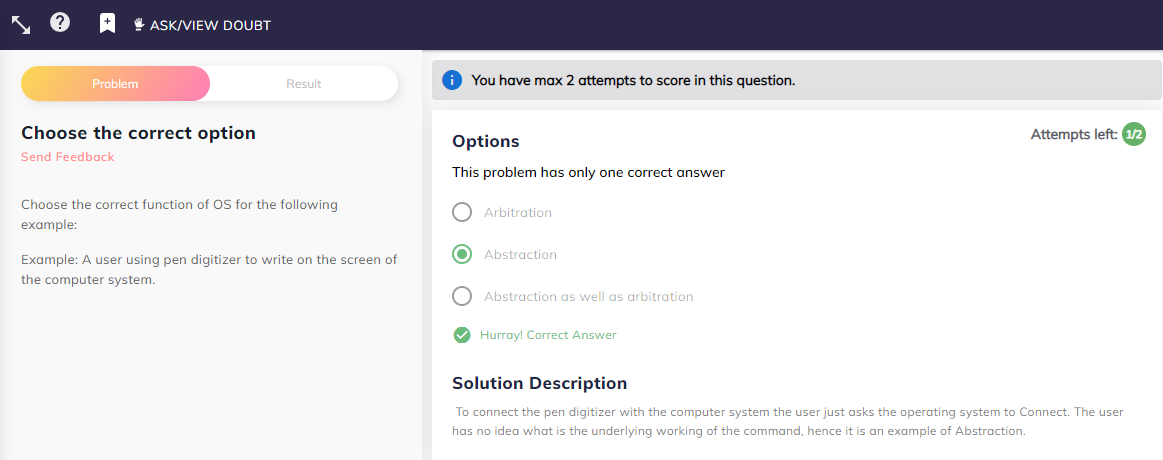 ASK/VIEW DOUBT
Problem
Result
Choose the correct option
Send Feedback
Choose the correct function of OS for the following
example:
Example: A user using pen digitizer to write on the screen of
the computer system.
You have max 2 attempts to score in this question.
Options
Attempts left: 1/2
This problem has only one correct answer
Arbitration
Abstraction
Abstraction as well as arbitration
Hurray! Correct Answer
Solution Description
To connect the pen digitizer with the computer system the user just asks the operating system to Connect. The user
has no idea what is the underlying working of the command, hence it is an example of Abstraction.